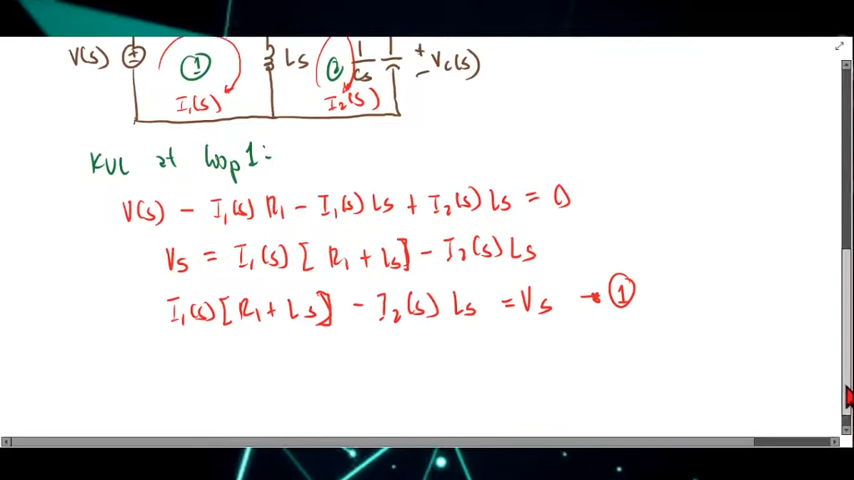 V(s) ± 1 Ls 2 1/Cs + - Vc(s)
I₁(s) I₂(s)
KVL at loop 1:
V(s) - I₁(s) R₁ - I₁(s) Ls + I₂(s) Ls = 0
Vs = I₁(s) [ R₁ + Ls ] - I₂(s) Ls
I₁(s) [ R₁ + Ls ] - I₂(s) Ls = Vs → 1